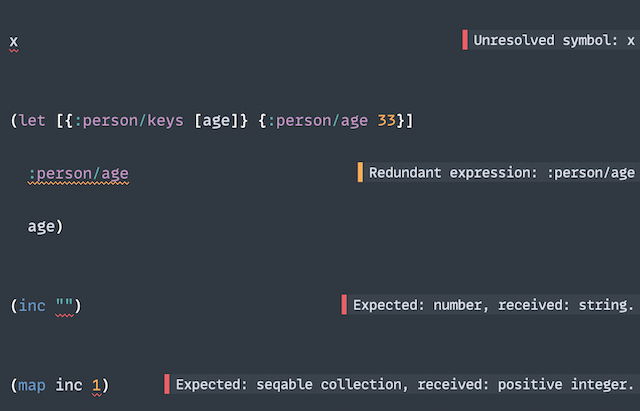 x Unresolved symbol: x
(let [{:person/keys [age]} {:person/age 33}]
:person/age Redundant expression: :person/age
age)
(inc "") Expected: number, received: string.
(map inc 1) Expected: seqable collection, received: positive integer.